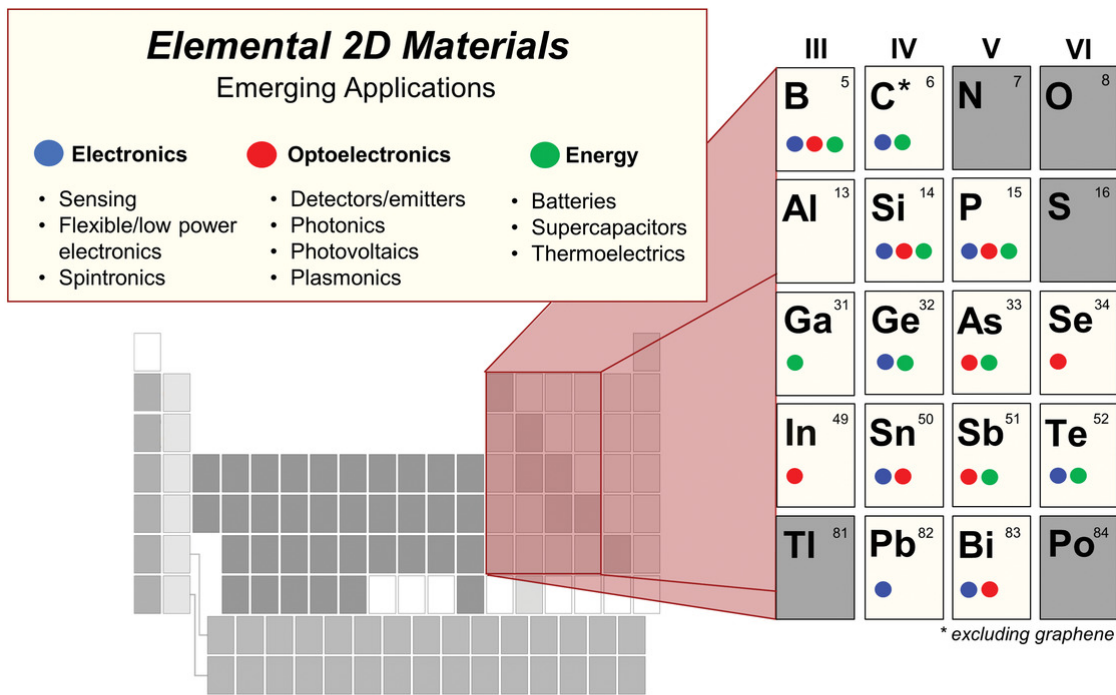 Elemental 2D Materials
Emerging Applications
Electronics
• Sensing
• Flexible/low power
electronics
• Spintronics
Optoelectronics
• Detectors/emitters
• Photonics
• Photovoltaics
• Plasmonics
Energy
• Batteries
• Supercapacitors
• Thermoelectrics
III IV V VI
B 5 C* 6 N 7 O 8
Al 13 Si 14 P 15 S 16
Ga 31 Ge 32 As 33 Se 34
In 49 Sn 50 Sb 51 Te 52
Tl 81 Pb 82 Bi 83 Po 84
* excluding graphene